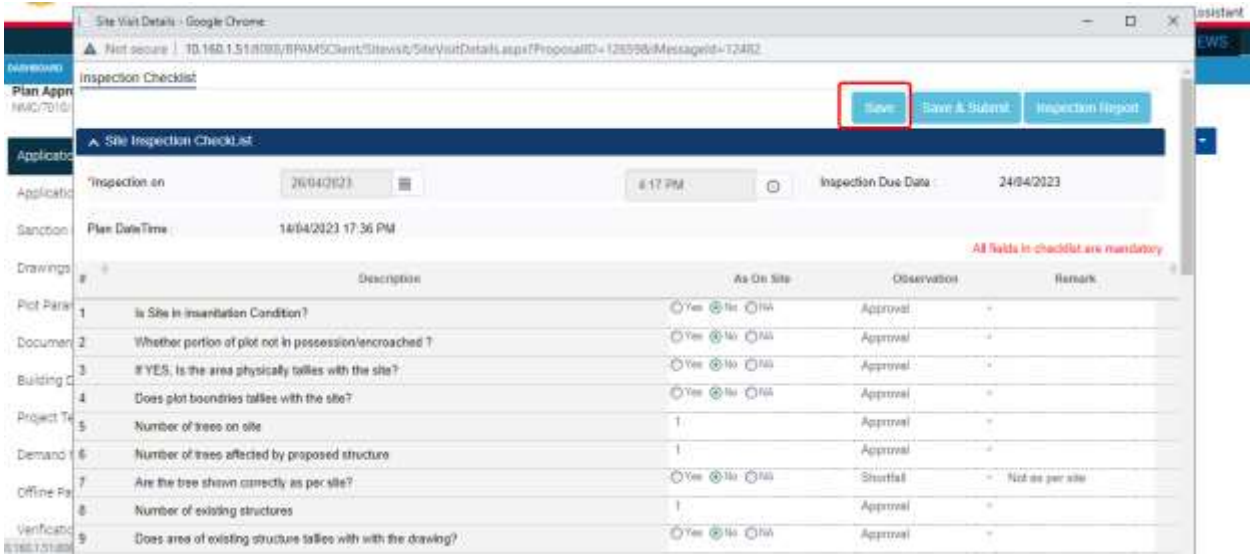 Site Visit Details - Google Chrome
osistant
Not secure | 10.160.1.51:8088/BPAMSClient/Sitevisit/SiteVisitDetails.aspx?ProposalID=12659&iMessageId=12482
EWS
DASHBOARD
Inspection Checklist
Plan Appr
NMC/7010/
Save Save & Submit Inspection Report
Site Inspection CheckList
Applicatic
*Inspection on 26/04/2023 4:17 PM Inspection Due Date 24/04/2023
Applicatic
Plan DateTime 14/04/2023 17:36 PM
Sanction
All fields in checklist are mandatory
Drawings
# Description As On Site Observation Remark
Plot Para
1 Is Site in Insanitation Condition? Yes No NA Approval
Documen
2 Whether portion of plot not in possession/encroached ? Yes No NA Approval
3 If YES, Is the area physically tallies with the site? Yes No NA Approval
Building
4 Does plot boundries tallies with the site? Yes No NA Approval
Project Te
5 Number of trees on site 1 Approval
Demand
6 Number of trees affected by proposed structure 1 Approval
7 Are the tree shown correctly as per site? Yes No NA Shortfall Not as per site
Offline Pa
8 Number of existing structures 1 Approval
Verificatic
9 Does area of existing structure tallies with with the drawing? Yes No NA Approval